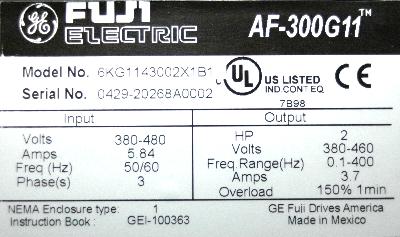 GE FUJI ELECTRIC AF-300G11™
Model No. 6KG1143002X1B1
Serial No. 0429-20268A0002
UL® US LISTED
IND.CONT.EQ.
7B98
CE
Input
Volts 380-480
Amps 5.84
Freq (Hz) 50/60
Phase(s) 3
Output
HP 2
Volts 380-460
Freq.Range(Hz) 0.1-400
Amps 3.7
Overload 150% 1min
NEMA Enclosure type: 1
Instruction Book : GEI-100363
GE Fuji Drives America
Made in Mexico